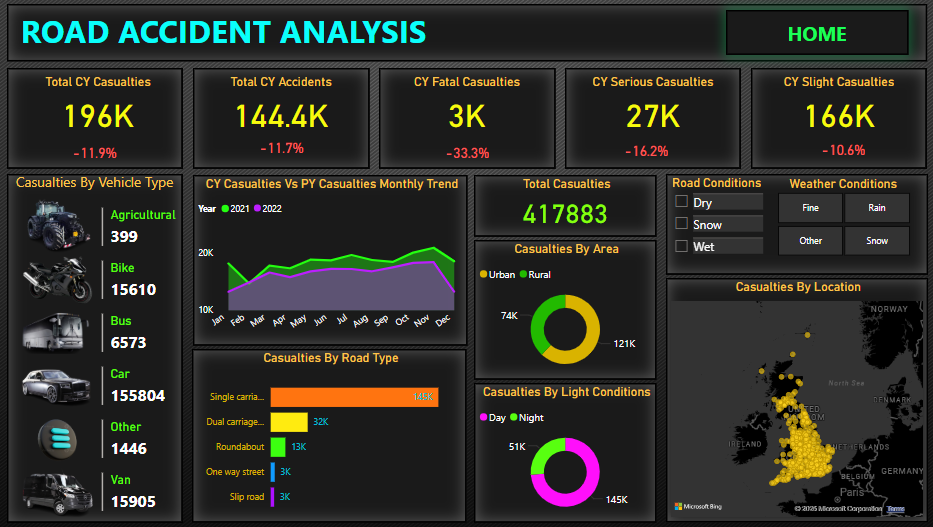 ROAD ACCIDENT ANALYSIS
HOME
Total CY Casualties
196K
-11.9%
Total CY Accidents
144.4K
-11.7%
CY Fatal Casualties
3K
-33.3%
CY Serious Casualties
27K
-16.2%
CY Slight Casualties
166K
-10.6%
Casualties By Vehicle Type
Agricultural
399
Bike
15610
Bus
6573
Car
155804
Other
1446
Van
15905
CY Casualties Vs PY Casualties Monthly Trend
Year 2021 2022
20K
10K
Jan Feb Mar Apr May Jun Jul Aug Sep Oct Nov Dec
Casualties By Road Type
Single carria...
145K
Dual carriage...
32K
Roundabout
13K
One way street
3K
Slip road
3K
Total Casualties
417883
Casualties By Area
Urban Rural
74K
121K
Casualties By Light Conditions
Day Night
51K
145K
Road Conditions
Dry
Snow
Wet
Weather Conditions
Fine Rain
Other Snow
Casualties By Location
NORWAY
North Sea
DENMARK
UNITED
KINGDOM
IRELAND
NETHERLANDS
BELGIUM
GERMANY
Paris
Microsoft Bing
© 2025 Microsoft Corporation Terms